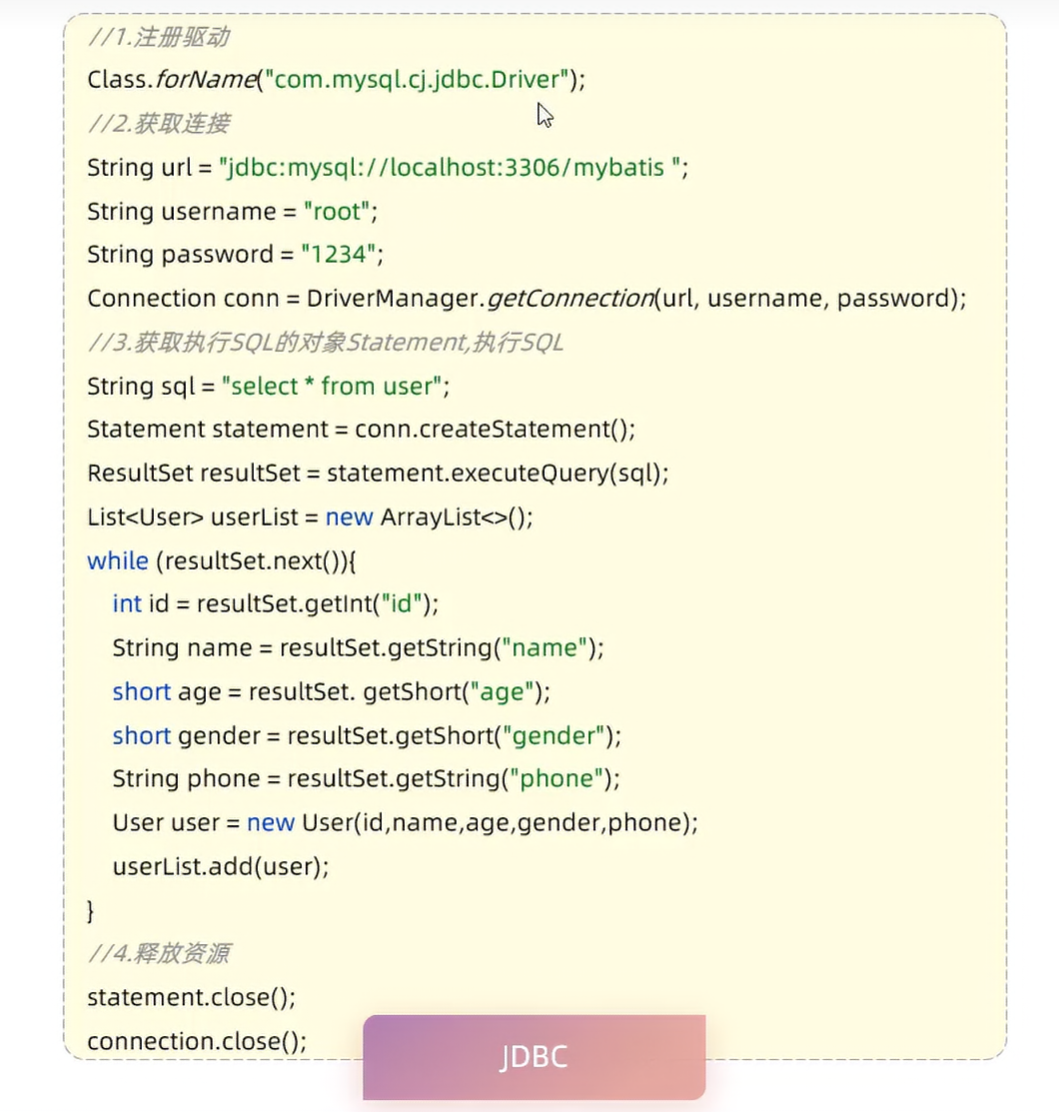 //1.注册驱动
Class.forName("com.mysql.cj.jdbc.Driver");
//2.获取连接
String url = "jdbc:mysql://localhost:3306/mybatis ";
String username = "root";
String password = "1234";
Connection conn = DriverManager.getConnection(url, username, password);
//3.获取执行SQL的对象Statement,执行SQL
String sql = "select * from user";
Statement statement = conn.createStatement();
ResultSet resultSet = statement.executeQuery(sql);
List<User> userList = new ArrayList<>();
while (resultSet.next()){
    int id = resultSet.getInt("id");
    String name = resultSet.getString("name");
    short age = resultSet. getShort("age");
    short gender = resultSet.getShort("gender");
    String phone = resultSet.getString("phone");
    User user = new User(id,name,age,gender,phone);
    userList.add(user);
}
//4.释放资源
statement.close();
connection.close();
JDBC